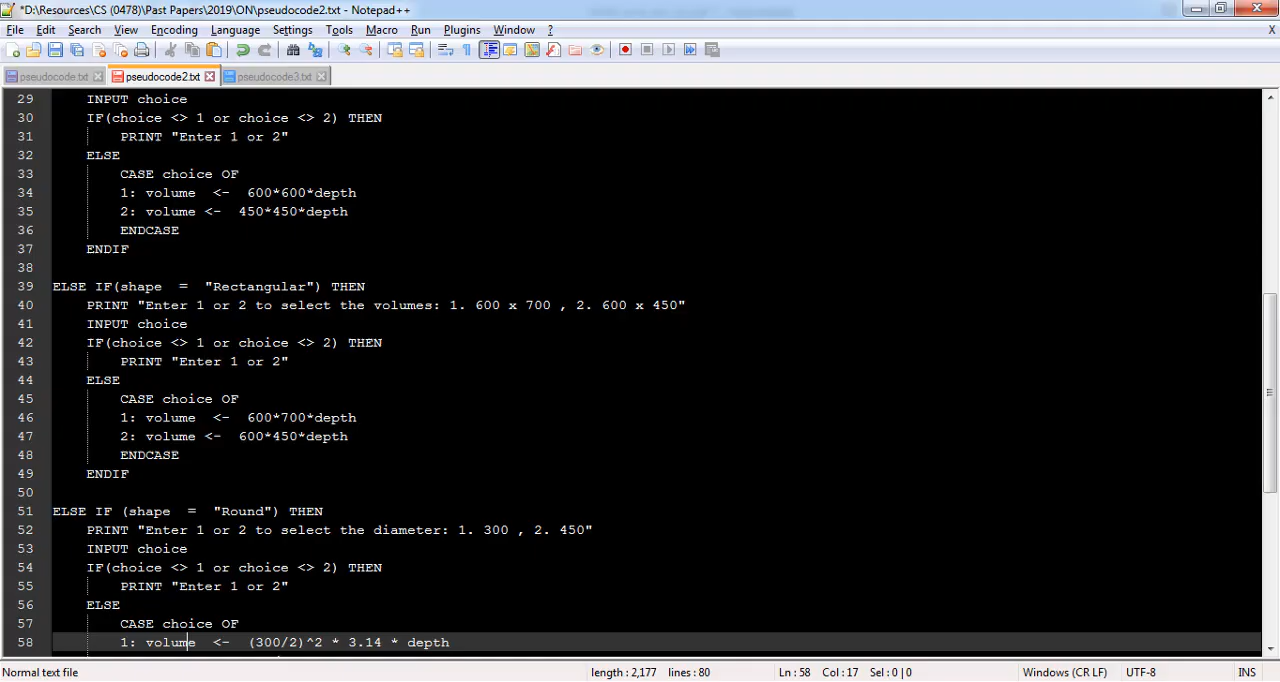 *D:\Resources\CS (0478)\Past Papers\2019\ON\pseudocode2.txt - Notepad++
File Edit Search View Encoding Language Settings Tools Macro Run Plugins Window ? X
pseudocode.txt pseudocode2.txt pseudocode3.txt
29 INPUT choice
30 IF(choice <> 1 or choice <> 2) THEN
31 PRINT "Enter 1 or 2"
32 ELSE
33 CASE choice OF
34 1: volume  <-  600*600*depth
35 2: volume <-  450*450*depth
36 ENDCASE
37 ENDIF
38
39 ELSE IF(shape  =  "Rectangular") THEN
40 PRINT "Enter 1 or 2 to select the volumes: 1. 600 x 700 , 2. 600 x 450"
41 INPUT choice
42 IF(choice <> 1 or choice <> 2) THEN
43 PRINT "Enter 1 or 2"
44 ELSE
45 CASE choice OF
46 1: volume  <-  600*700*depth
47 2: volume <-  600*450*depth
48 ENDCASE
49 ENDIF
50
51 ELSE IF (shape  =  "Round") THEN
52 PRINT "Enter 1 or 2 to select the diameter: 1. 300 , 2. 450"
53 INPUT choice
54 IF(choice <> 1 or choice <> 2) THEN
55 PRINT "Enter 1 or 2"
56 ELSE
57 CASE choice OF
58 1: volume  <-  (300/2)^2 * 3.14 * depth
Normal text file length : 2,177 lines : 80 Ln : 58 Col : 17 Sel : 0 | 0 Windows (CR LF) UTF-8 INS